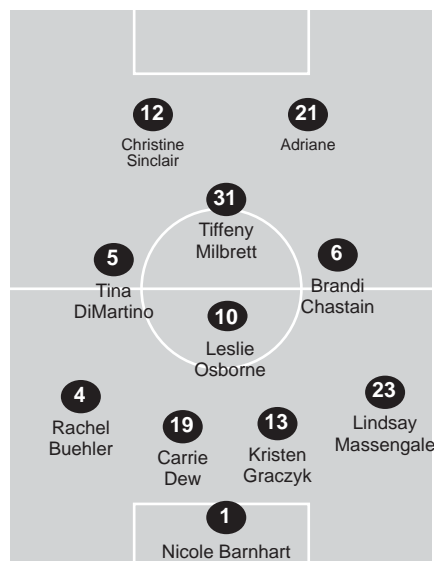 12
Christine
Sinclair
21
Adriane
31
Tiffeny
Milbrett
5
Tina
DiMartino
6
Brandi
Chastain
10
Leslie
Osborne
4
Rachel
Buehler
19
Carrie
Dew
13
Kristen
Graczyk
23
Lindsay
Massengale
1
Nicole Barnhart